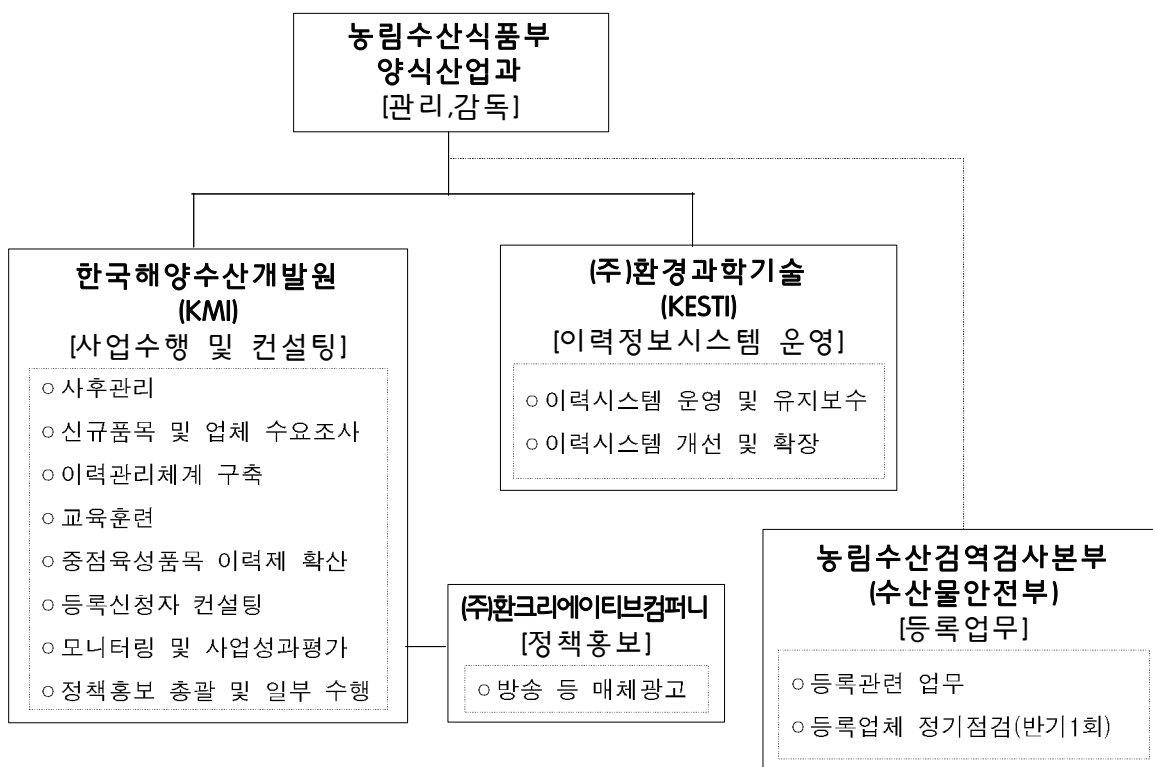 농림수산식품부
양식산업과
[관리,감독]
한국해양수산개발원
(KMI)
[사업수행 및 컨설팅]
○ 사후관리
○ 신규품목 및 업체 수요조사
○ 이력관리체계 구축
○ 교육훈련
○ 중점육성품목 이력제 확산
○ 등록신청자 컨설팅
○ 모니터링 및 사업성과평가
○ 정책홍보 총괄 및 일부 수행
(주)환경과학기술
(KESTI)
[이력정보시스템 운영]
○ 이력시스템 운영 및 유지보수
○ 이력시스템 개선 및 확장
(주)환크리에이티브컴퍼니
[정책홍보]
○ 방송 등 매체광고
농림수산검역검사본부
(수산물안전부)
[등록업무]
○ 등록관련 업무
○ 등록업체 정기점검(반기1회)